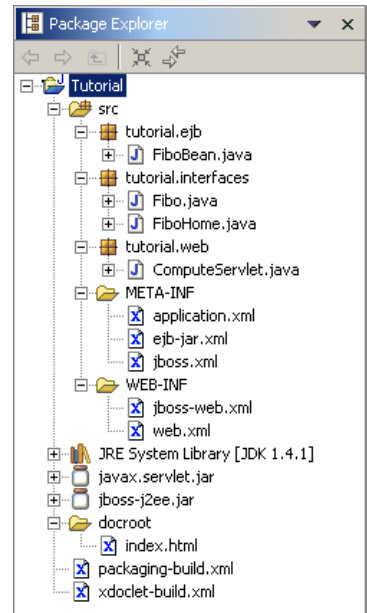 Package Explorer
Tutorial
src
tutorial.ejb
FiboBean.java
tutorial.interfaces
Fibo.java
FiboHome.java
tutorial.web
ComputeServlet.java
META-INF
application.xml
ejb-jar.xml
jboss.xml
WEB-INF
jboss-web.xml
web.xml
JRE System Library [JDK 1.4.1]
javax.servlet.jar
jboss-j2ee.jar
docroot
index.html
packaging-build.xml
xdoclet-build.xml